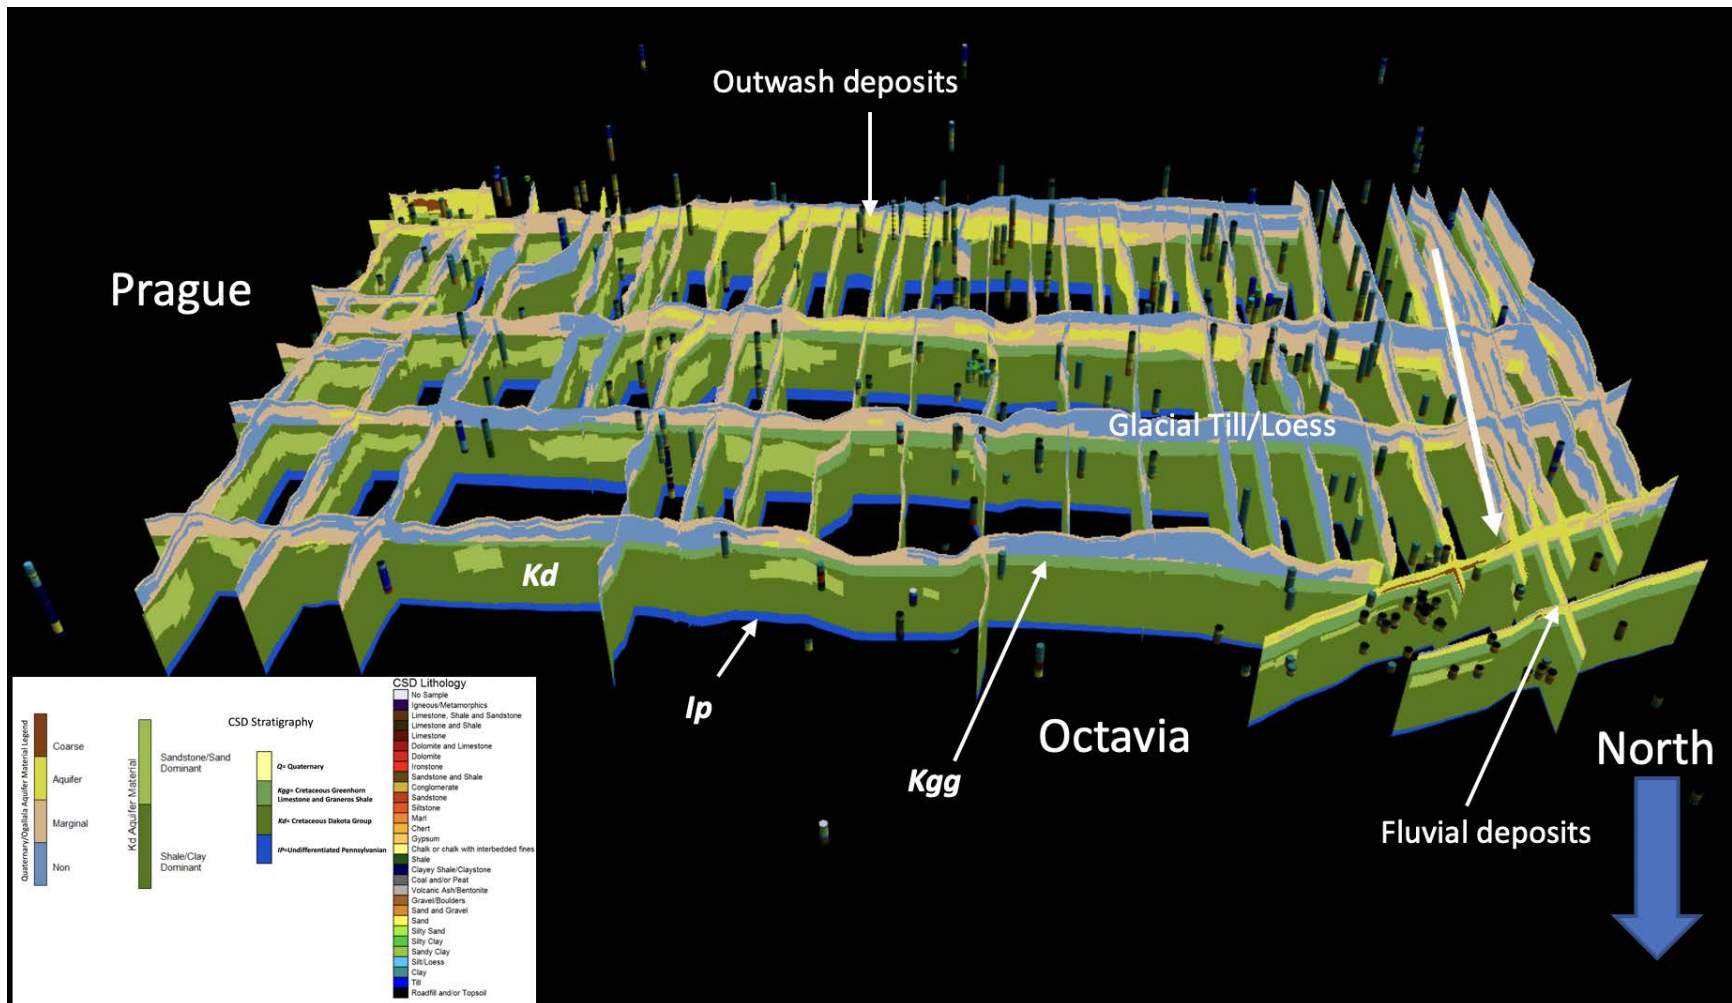 Outwash deposits
Prague
Glacial Till/Loess
Kd
Ip
Octavia
Kgg
North
Fluvial deposits
Quaternary/Ogallala Aquifer Material Legend
Coarse
Aquifer
Marginal
Non
Kd Aquifer Material
Sandstone/Sand
Dominant
Shale/Clay
Dominant
CSD Stratigraphy
Q= Quaternary
Kgg= Cretaceous Greenhorn
Limestone and Graneros Shale
Kd= Cretaceous Dakota Group
IP=Undifferentiated Pennsylvanian
CSD Lithology
No Sample
Igneous/Metamorphics
Limestone, Shale and Sandstone
Limestone and Shale
Limestone
Dolomite and Limestone
Dolomite
Ironstone
Sandstone and Shale
Conglomerate
Sandstone
Siltstone
Marl
Chert
Gypsum
Chalk or chalk with interbedded fines
Shale
Clayey Shale/Claystone
Coal and/or Peat
Volcanic Ash/Bentonite
Gravel/Boulders
Sand and Gravel
Sand
Silty Sand
Silty Clay
Sandy Clay
Silt/Loess
Clay
Till
Roadfill and/or Topsoil